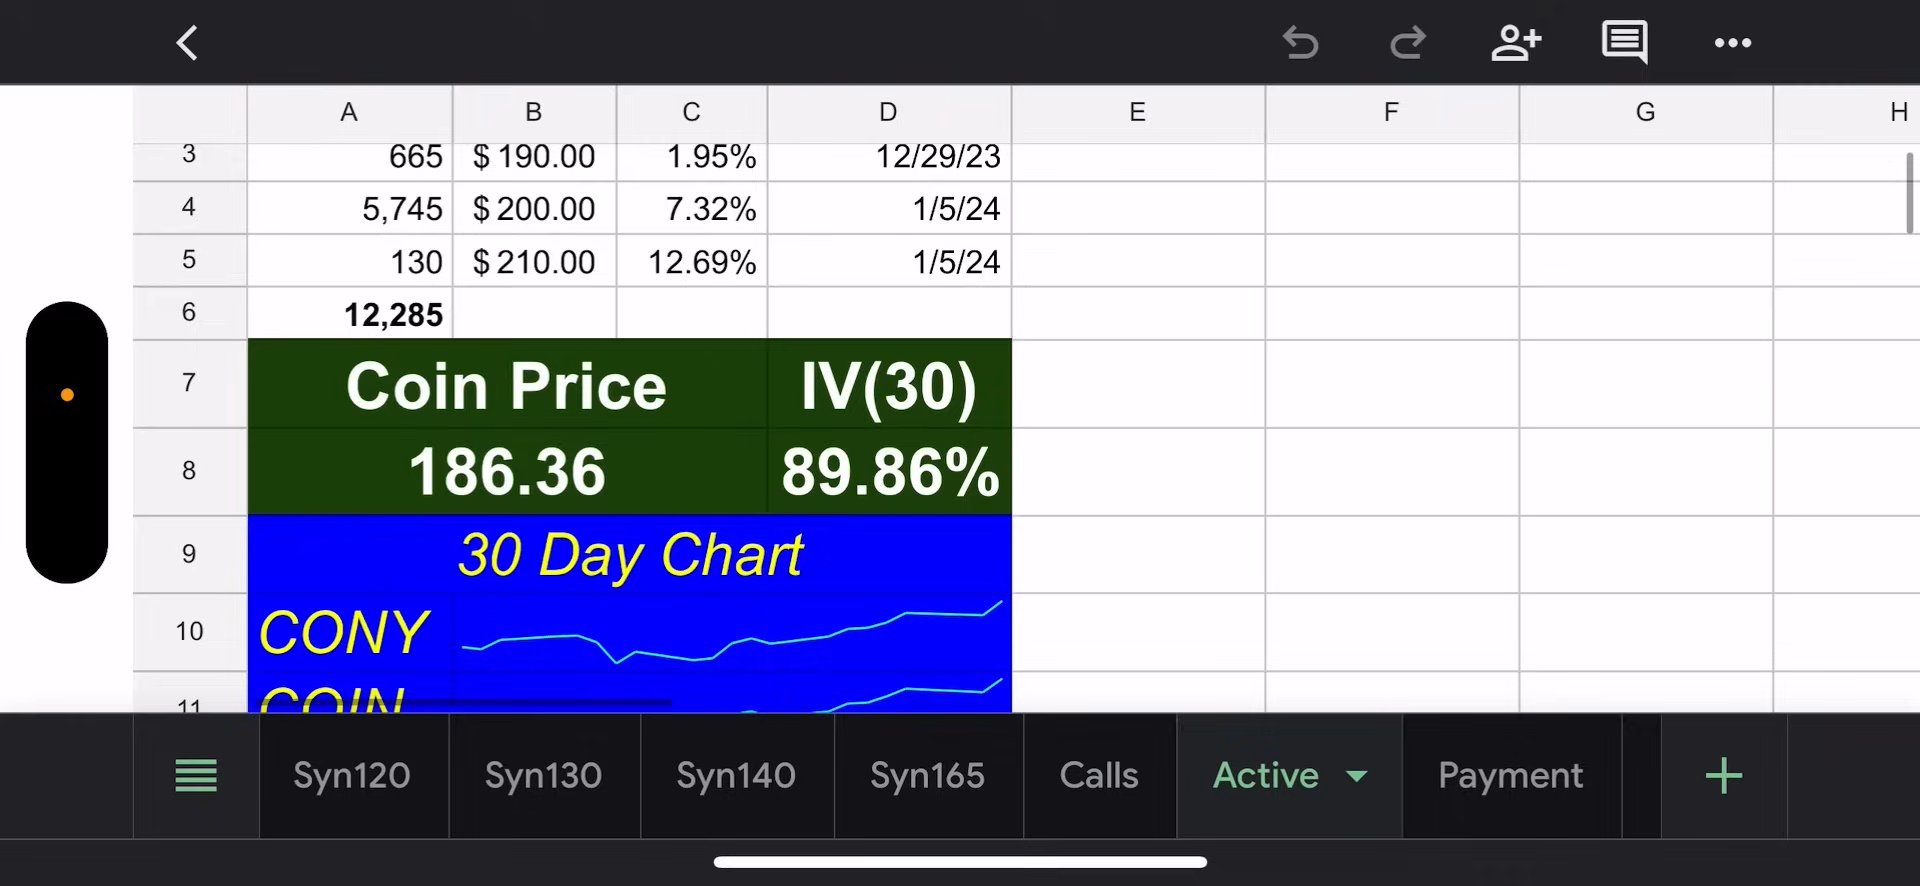 A B C D E F G H
3 665 $ 190.00 1.95% 12/29/23
4 5,745 $ 200.00 7.32% 1/5/24
5 130 $ 210.00 12.69% 1/5/24
6 12,285
7 Coin Price IV(30)
8 186.36 89.86%
9 30 Day Chart
10 CONY
11 COIN
Syn120 Syn130 Syn140 Syn165 Calls Active Payment